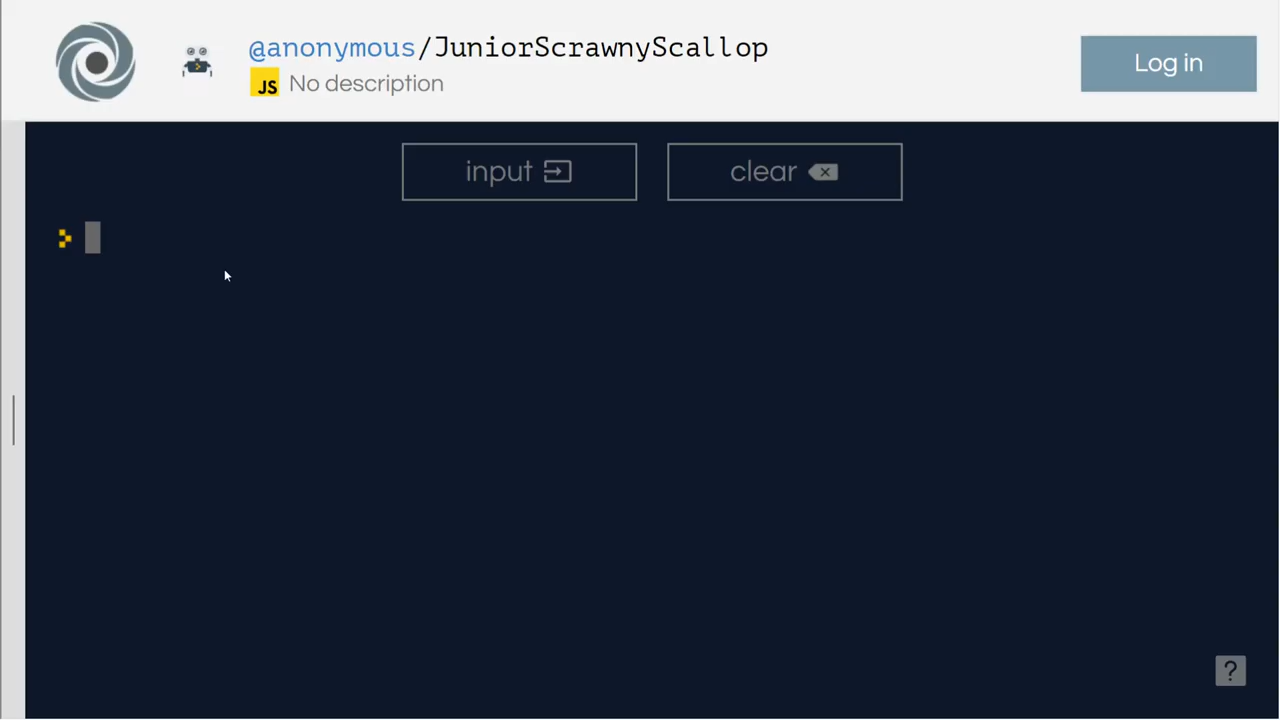 @anonymous/JuniorScrawnyScallop
Log in
JS No description
input
clear
?